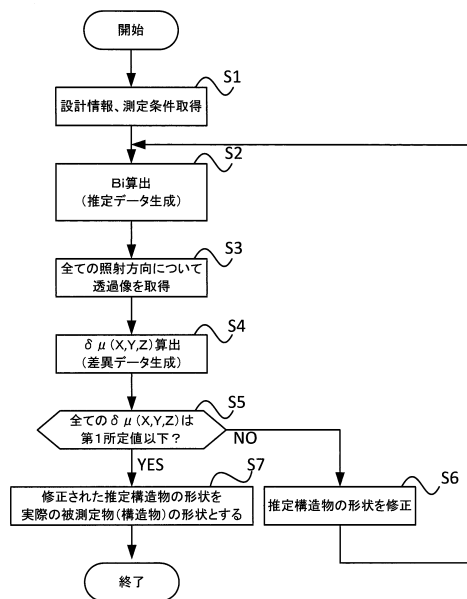 開始
S1
設計情報、測定条件取得
S2
Bi算出
(推定データ生成)
S3
全ての照射方向について
透過像を取得
S4
δμ(X,Y,Z)算出
(差異データ生成)
S5
全てのδμ(X,Y,Z)は
第1所定値以下?
NO
YES
S7
修正された推定構造物の形状を
実際の被測定物(構造物)の形状とする
S6
推定構造物の形状を修正
終了